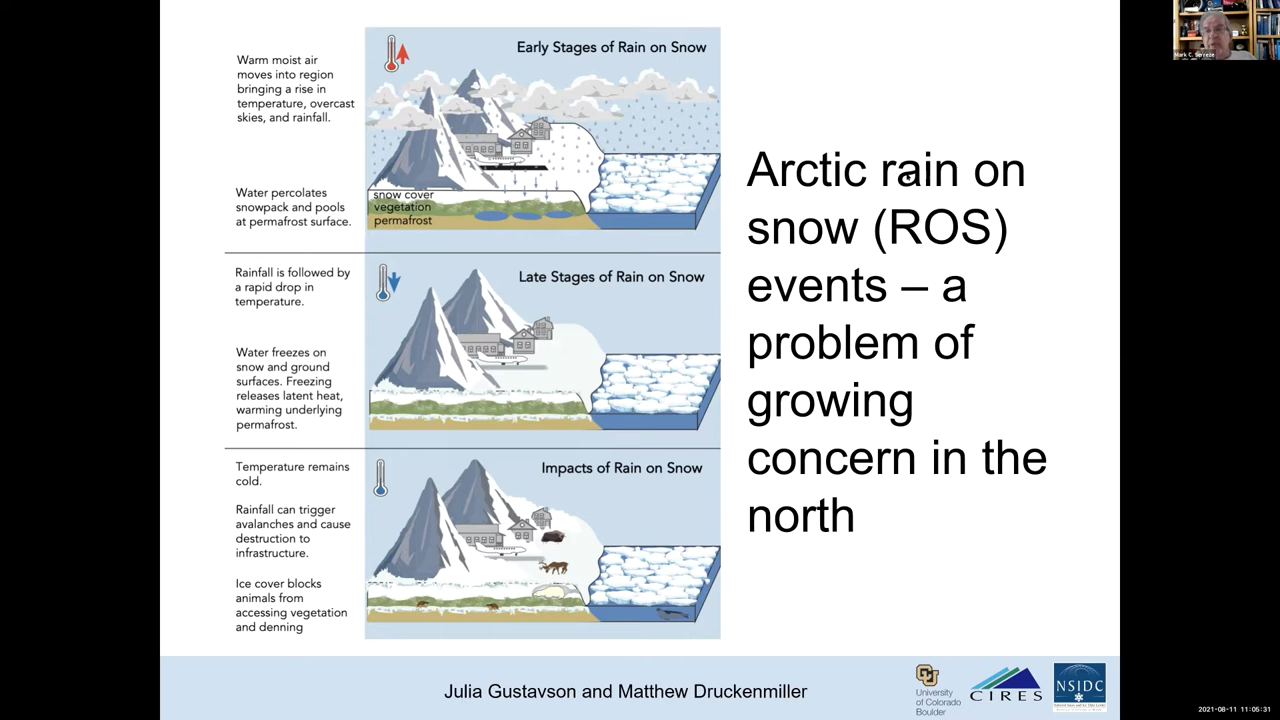 Early Stages of Rain on Snow
Warm moist air
moves into region
bringing a rise in
temperature, overcast
skies, and rainfall.
Water percolates
snowpack and pools
at permafrost surface.
snow cover
vegetation
permafrost
Late Stages of Rain on Snow
Rainfall is followed by
a rapid drop in
temperature.
Water freezes on
snow and ground
surfaces. Freezing
releases latent heat,
warming underlying
permafrost.
Impacts of Rain on Snow
Temperature remains
cold.
Rainfall can trigger
avalanches and cause
destruction to
infrastructure.
Ice cover blocks
animals from
accessing vegetation
and denning
Arctic rain on
snow (ROS)
events – a
problem of
growing
concern in the
north
Julia Gustavson and Matthew Druckenmiller
CU
University
of Colorado
Boulder
CIRES
NSIDC
Mark C. Serreze
2021-08-11 11:05:31